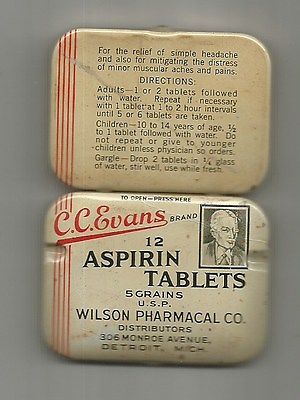 For the relief of simple headache
and also for mitigating the distress
of minor muscular aches and pains.
DIRECTIONS:
Adults—1 or 2 tablets followed
with water. Repeat if necessary
with 1 tablet at 1 to 2 hour intervals
until 5 or 6 tablets are taken.
Children—10 to 14 years of age, ½
to 1 tablet followed with water. Do
not repeat or give to younger
children unless physician so orders.
Gargle—Drop 2 tablets in ¼ glass
of water, stir well, use while fresh.
TO OPEN—PRESS HERE
C.C.Evans BRAND
12
ASPIRIN
TABLETS
5 GRAINS
U.S.P.
WILSON PHARMACAL CO.
DISTRIBUTORS
306 MONROE AVENUE,
DETROIT, MICH.